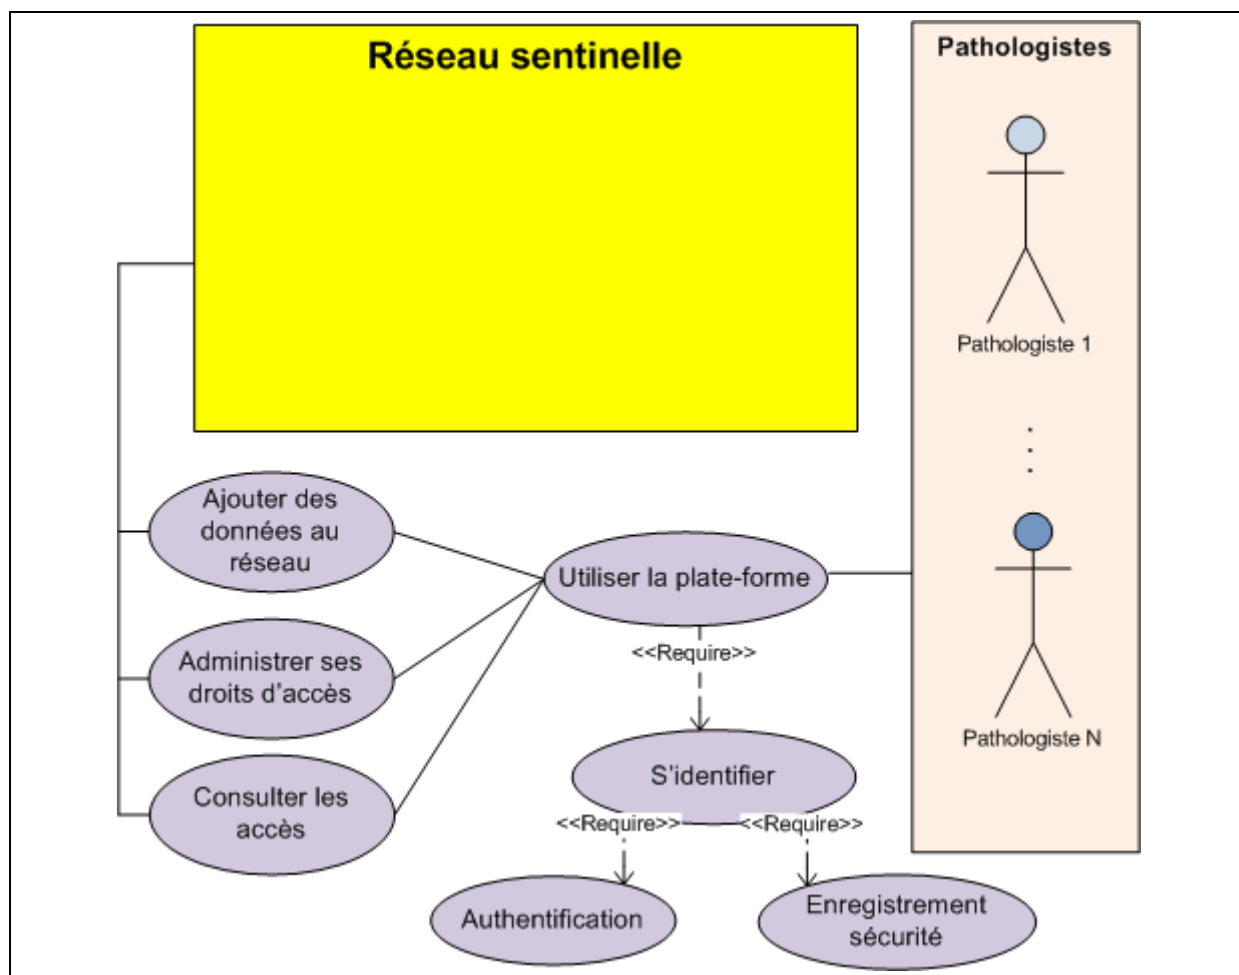 Réseau sentinelle
Pathologistes
Pathologiste 1
Ajouter des
données au
réseau
Utiliser la plate-forme
<<Require>>
Administrer ses
droits d'accès
Pathologiste N
S'identifier
Consulter les
accès
<<Require>>
<<Require>>
Authentification
Enregistrement
sécurité